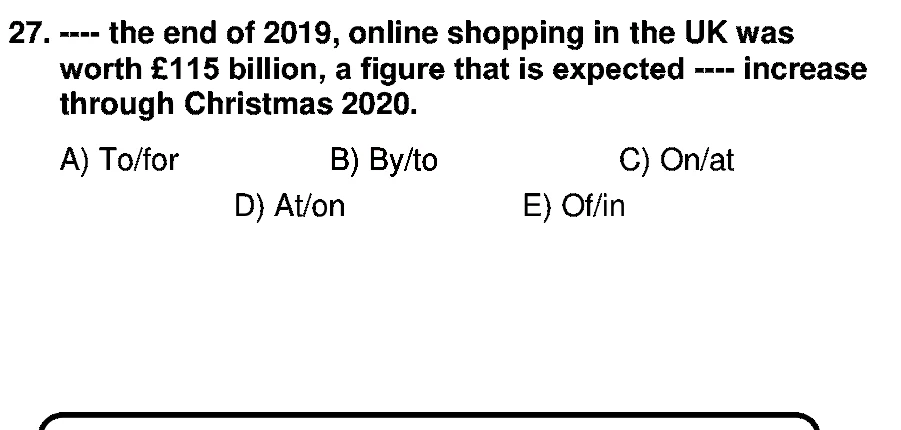 27. ---- the end of 2019, online shopping in the UK was
worth £115 billion, a figure that is expected ---- increase
through Christmas 2020.
A) To/for B) By/to C) On/at
D) At/on E) Of/in